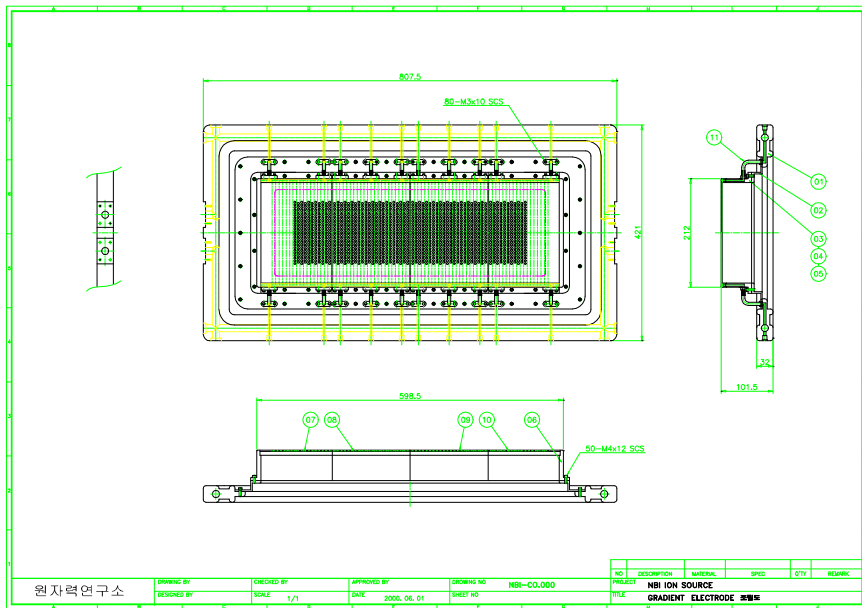 807.5
80-M3x10 SCS
11
01
02
03
04
05
421
212
32
101.5
598.5
07
08
09
10
06
50-M4x12 SCS
NO DESCRIPTION MATERIAL SPEC Q'TY REMARK
원자력연구소
DRAWING BY CHECKED BY APPROVED BY DRAWING NO NBI-CO.000 PROJECT NBI ION SOURCE
DESIGNED BY SCALE 1/1 DATE 2000. 06. 01 SHEET NO TITLE GRADIENT ELECTRODE 조립도